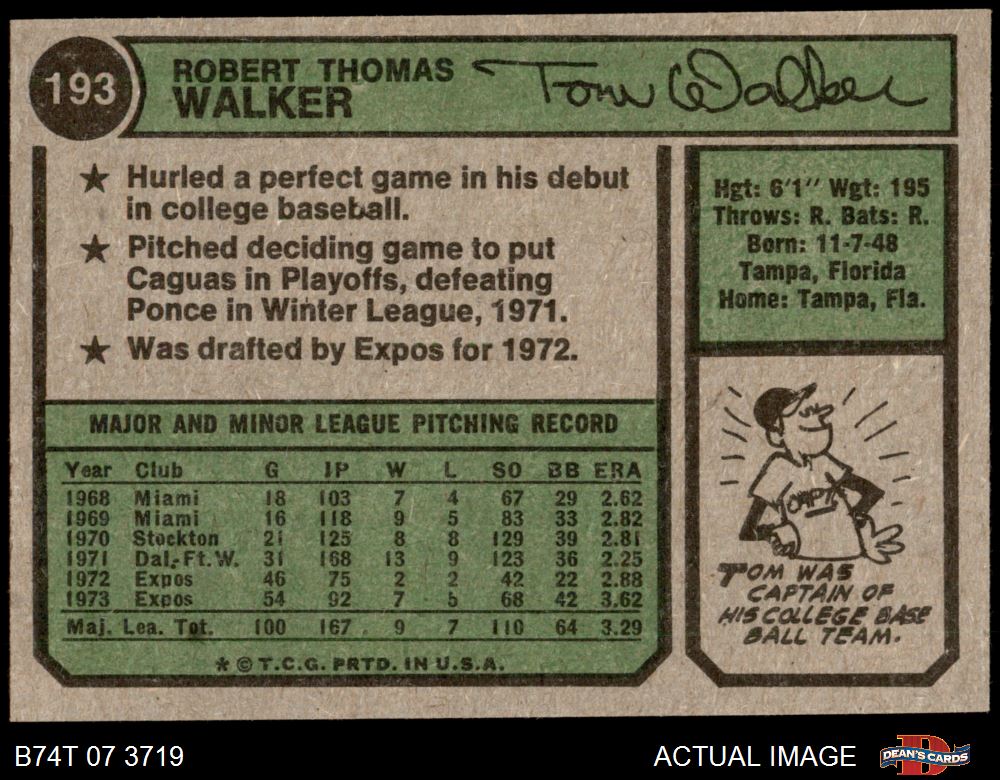 193
ROBERT THOMAS
WALKER
Tom Walker
★ Hurled a perfect game in his debut
in college baseball.
★ Pitched deciding game to put
Caguas in Playoffs, defeating
Ponce in Winter League, 1971.
★ Was drafted by Expos for 1972.
Hgt: 6'1" Wgt: 195
Throws: R. Bats: R.
Born: 11-7-48
Tampa, Florida
Home: Tampa, Fla.
MAJOR AND MINOR LEAGUE PITCHING RECORD
Year Club G IP W L SO BB ERA
1968 Miami 18 103 7 4 67 29 2.62
1969 Miami 16 118 9 5 83 33 2.82
1970 Stockton 21 125 8 8 129 39 2.81
1971 Dal.-Ft.W. 31 168 13 9 123 36 2.25
1972 Expos 46 75 2 2 42 22 2.88
1973 Expos 54 92 7 5 68 42 3.62
Maj. Lea. Tot. 100 167 9 7 110 64 3.29
★ © T.C.G. PRTD. IN U.S.A.
CAPT.
TOM WAS
CAPTAIN OF
HIS COLLEGE BASE
BALL TEAM.
B74T 07 3719
ACTUAL IMAGE
D
DEAN'S CARDS